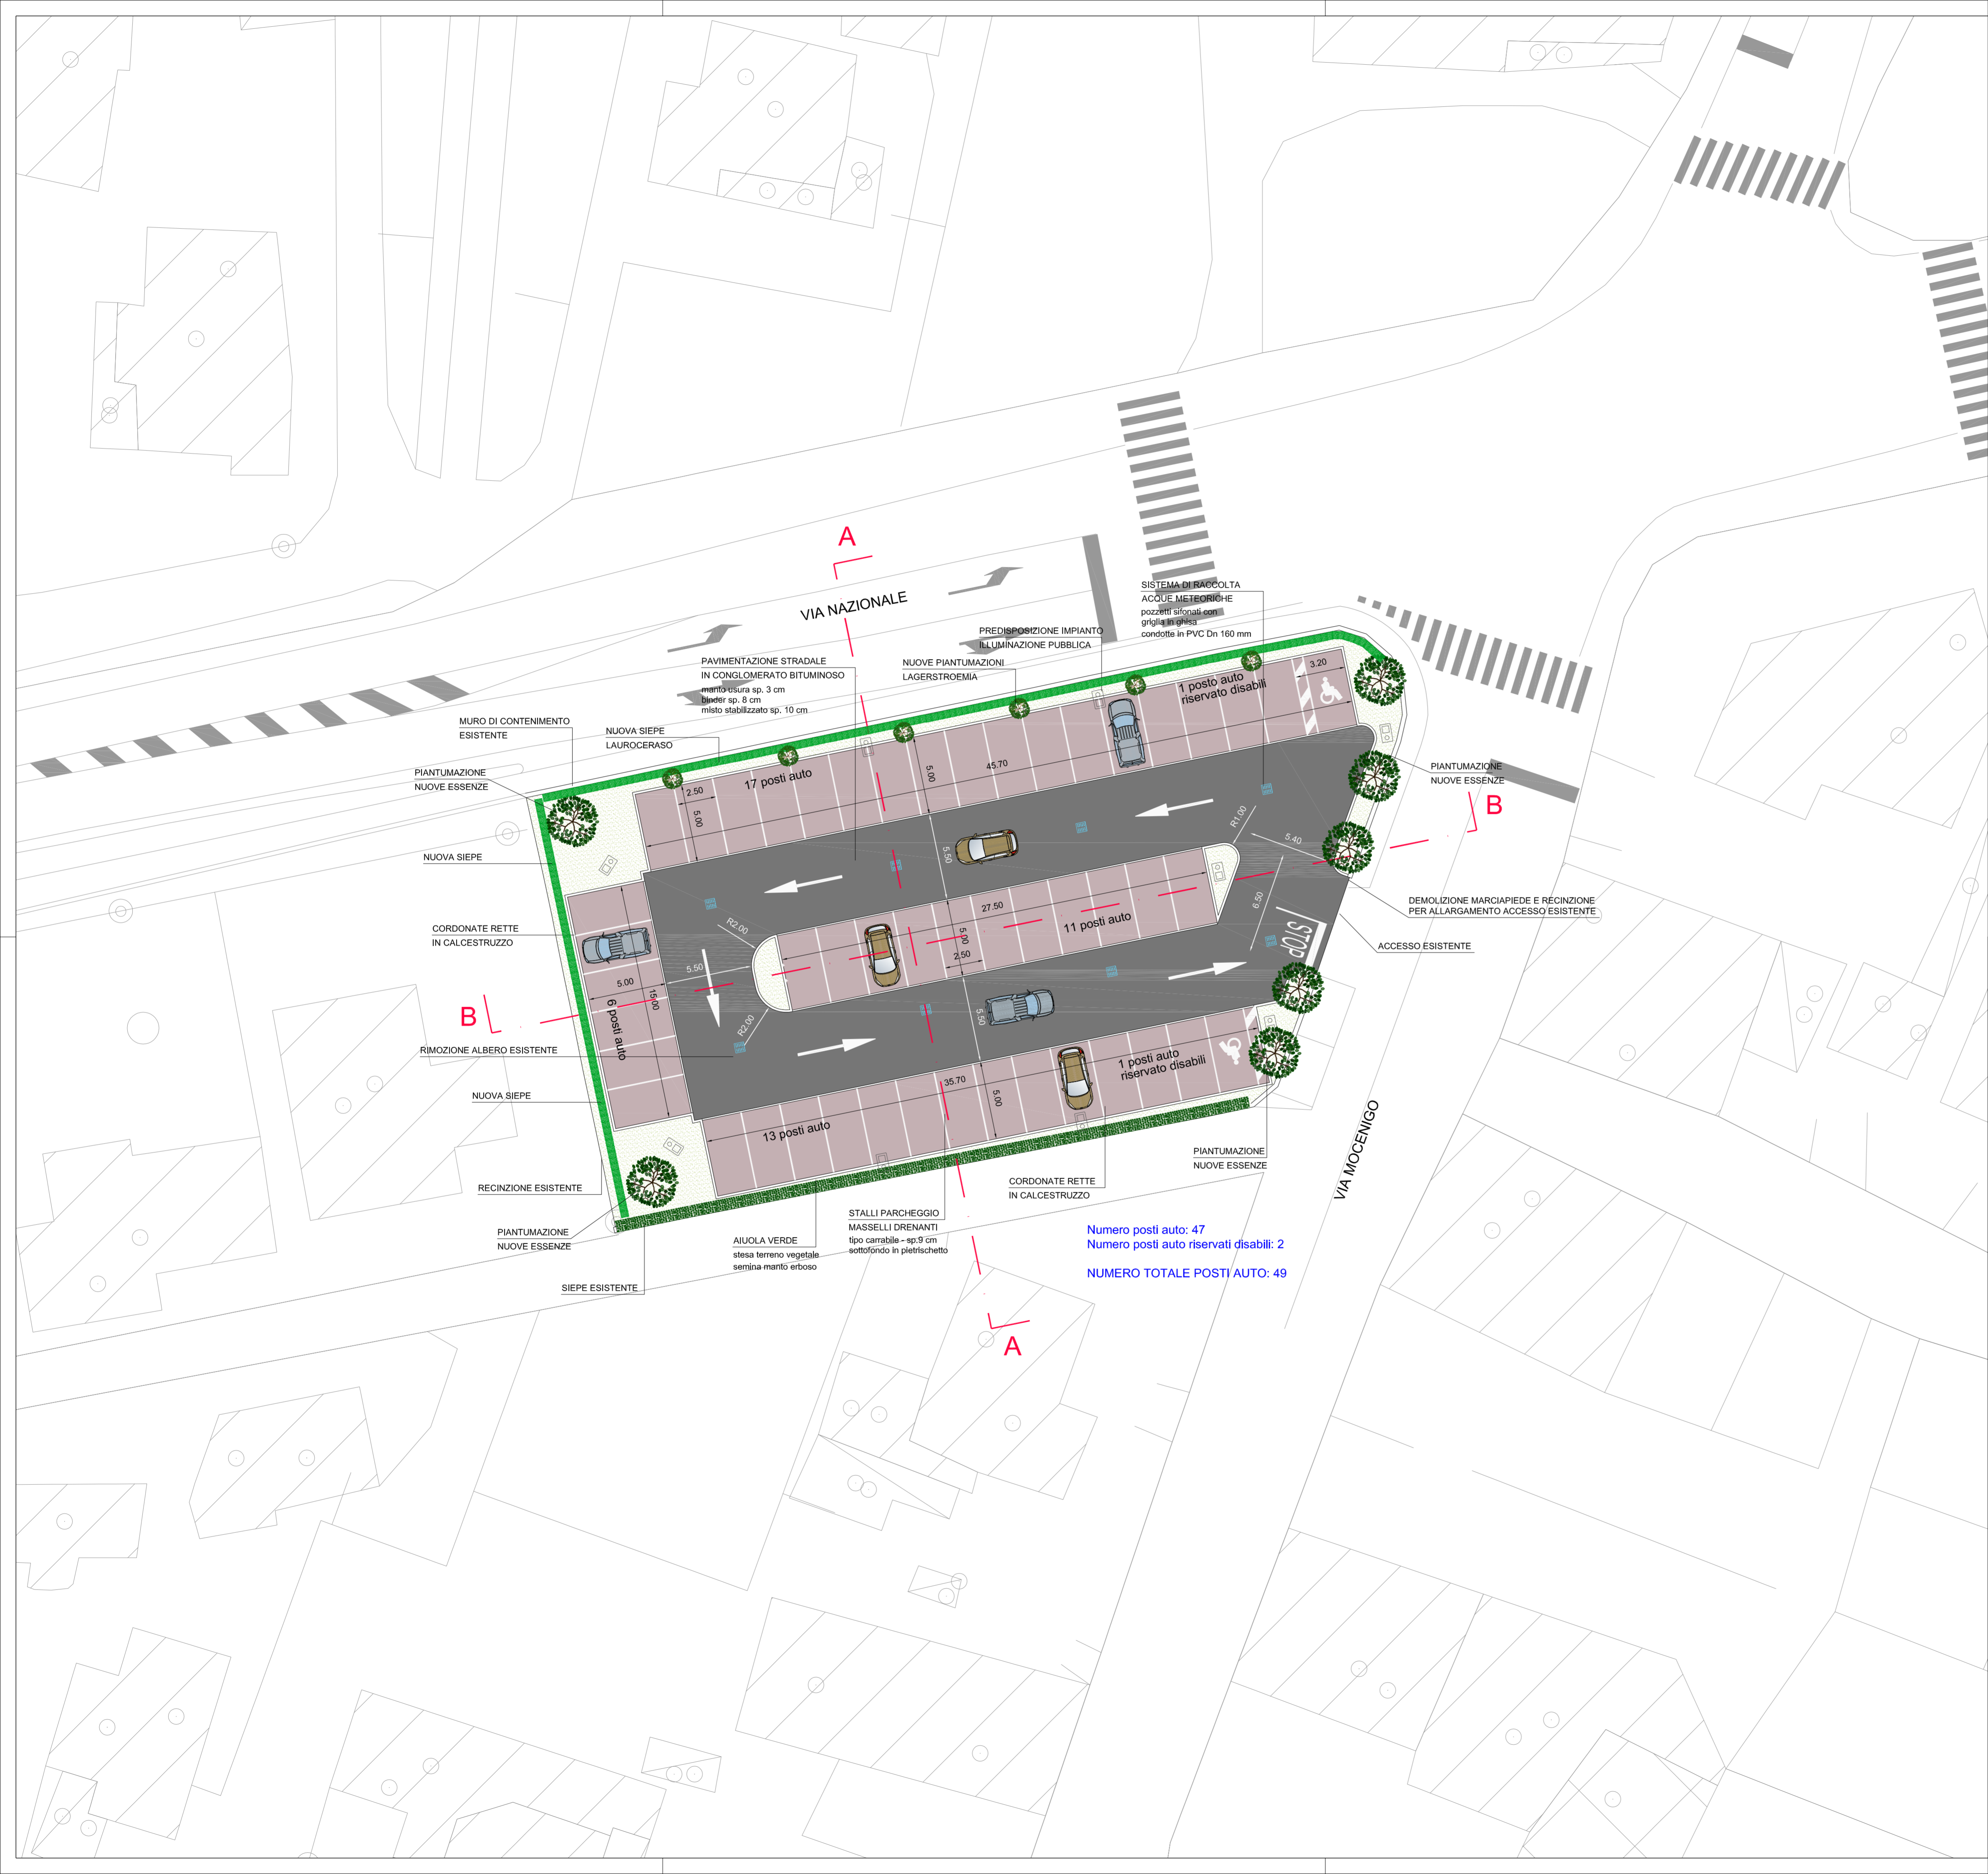 A
VIA NAZIONALE
SISTEMA DI RACCOLTA
ACQUE METEORICHE
pozzetti sifonati con
griglia in ghisa
condotte in PVC Dn 160 mm
PREDISPOSIZIONE IMPIANTO
ILLUMINAZIONE PUBBLICA
PAVIMENTAZIONE STRADALE
IN CONGLOMERATO BITUMINOSO
manto usura sp. 3 cm
binder sp. 8 cm
misto stabilizzato sp. 10 cm
NUOVE PIANTUMAZIONI
LAGERSTROEMIA
MURO DI CONTENIMENTO
ESISTENTE
NUOVA SIEPE
LAUROCERASO
PIANTUMAZIONE
NUOVE ESSENZE
3.20
1 posto auto
riservato disabili
17 posti auto
45.70
5.00
2.50
5.00
PIANTUMAZIONE
NUOVE ESSENZE
B
R1.00
5.40
NUOVA SIEPE
5.50
6.50
STOP
DEMOLIZIONE MARCIAPIEDE E RECINZIONE
PER ALLARGAMENTO ACCESSO ESISTENTE
ACCESSO ESISTENTE
CORDONATE RETTE
IN CALCESTRUZZO
R2.00
27.50
11 posti auto
5.00
2.50
5.50
5.00
15.00
6 posti auto
B
R2.00
5.50
RIMOZIONE ALBERO ESISTENTE
1 posti auto
riservato disabili
35.70
5.00
13 posti auto
NUOVA SIEPE
VIA MOCENIGO
PIANTUMAZIONE
NUOVE ESSENZE
RECINZIONE ESISTENTE
CORDONATE RETTE
IN CALCESTRUZZO
STALLI PARCHEGGIO
MASSELLI DRENANTI
tipo carrabile - sp.9 cm
sottofondo in pietrischetto
PIANTUMAZIONE
NUOVE ESSENZE
AIUOLA VERDE
stesa terreno vegetale
semina manto erboso
SIEPE ESISTENTE
Numero posti auto: 47
Numero posti auto riservati disabili: 2
NUMERO TOTALE POSTI AUTO: 49
A